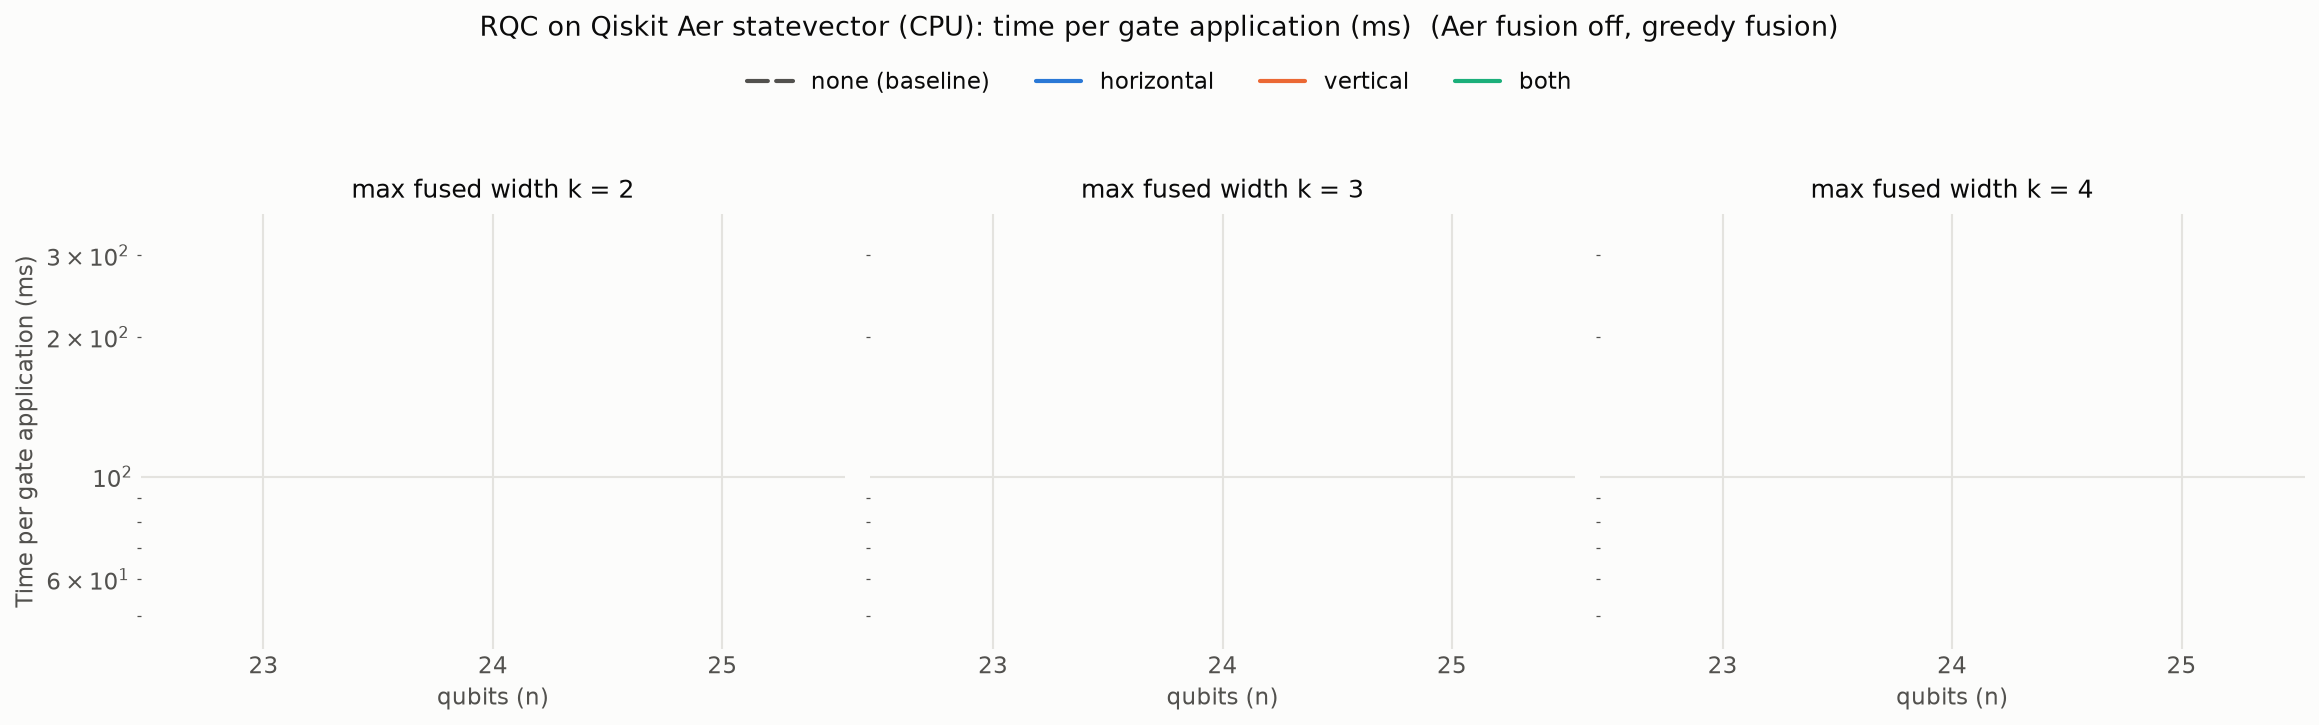 RQC on Qiskit Aer statevector (CPU): time per gate application (ms)  (Aer fusion off, greedy fusion)
none (baseline) horizontal vertical both
max fused width k = 2
max fused width k = 3
max fused width k = 4
Time per gate application (ms)
3 × 10²
2 × 10²
10²
6 × 10¹
23 24 25
qubits (n)
23 24 25
qubits (n)
23 24 25
qubits (n)